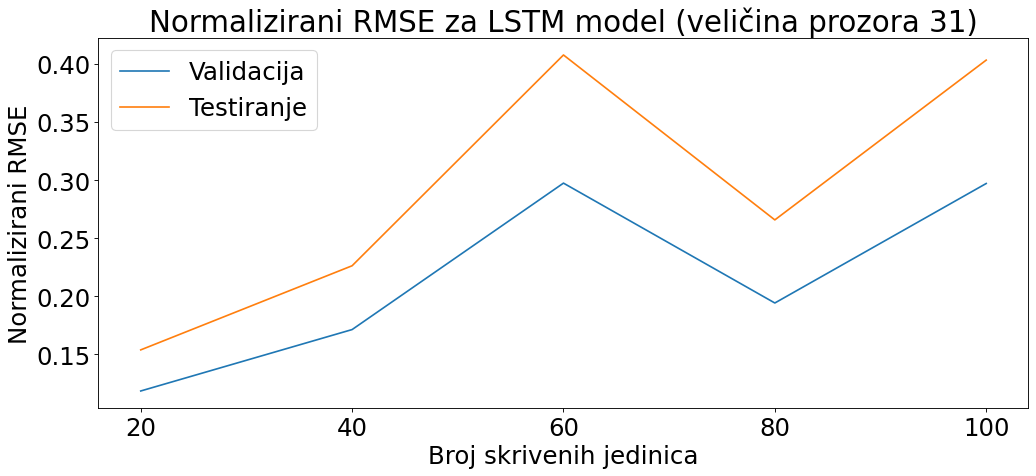 Normalizirani RMSE za LSTM model (veličina prozora 31)
Validacija
Testiranje
Normalizirani RMSE
0.40
0.35
0.30
0.25
0.20
0.15
20 40 60 80 100
Broj skrivenih jedinica